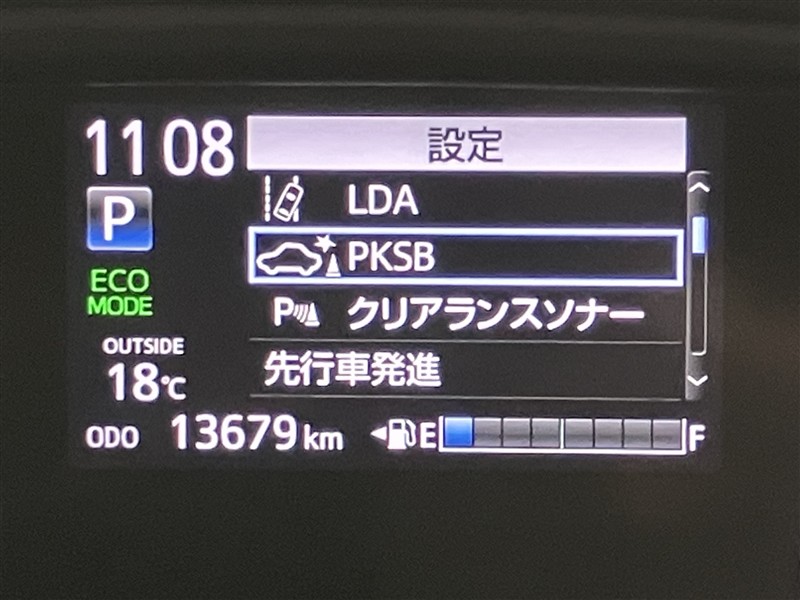 11 08
設定
LDA
P
PKSB
ECO
MODE
P クリアランスソナー
OUTSIDE
18℃
先行車発進
ODO 13679 km
E F